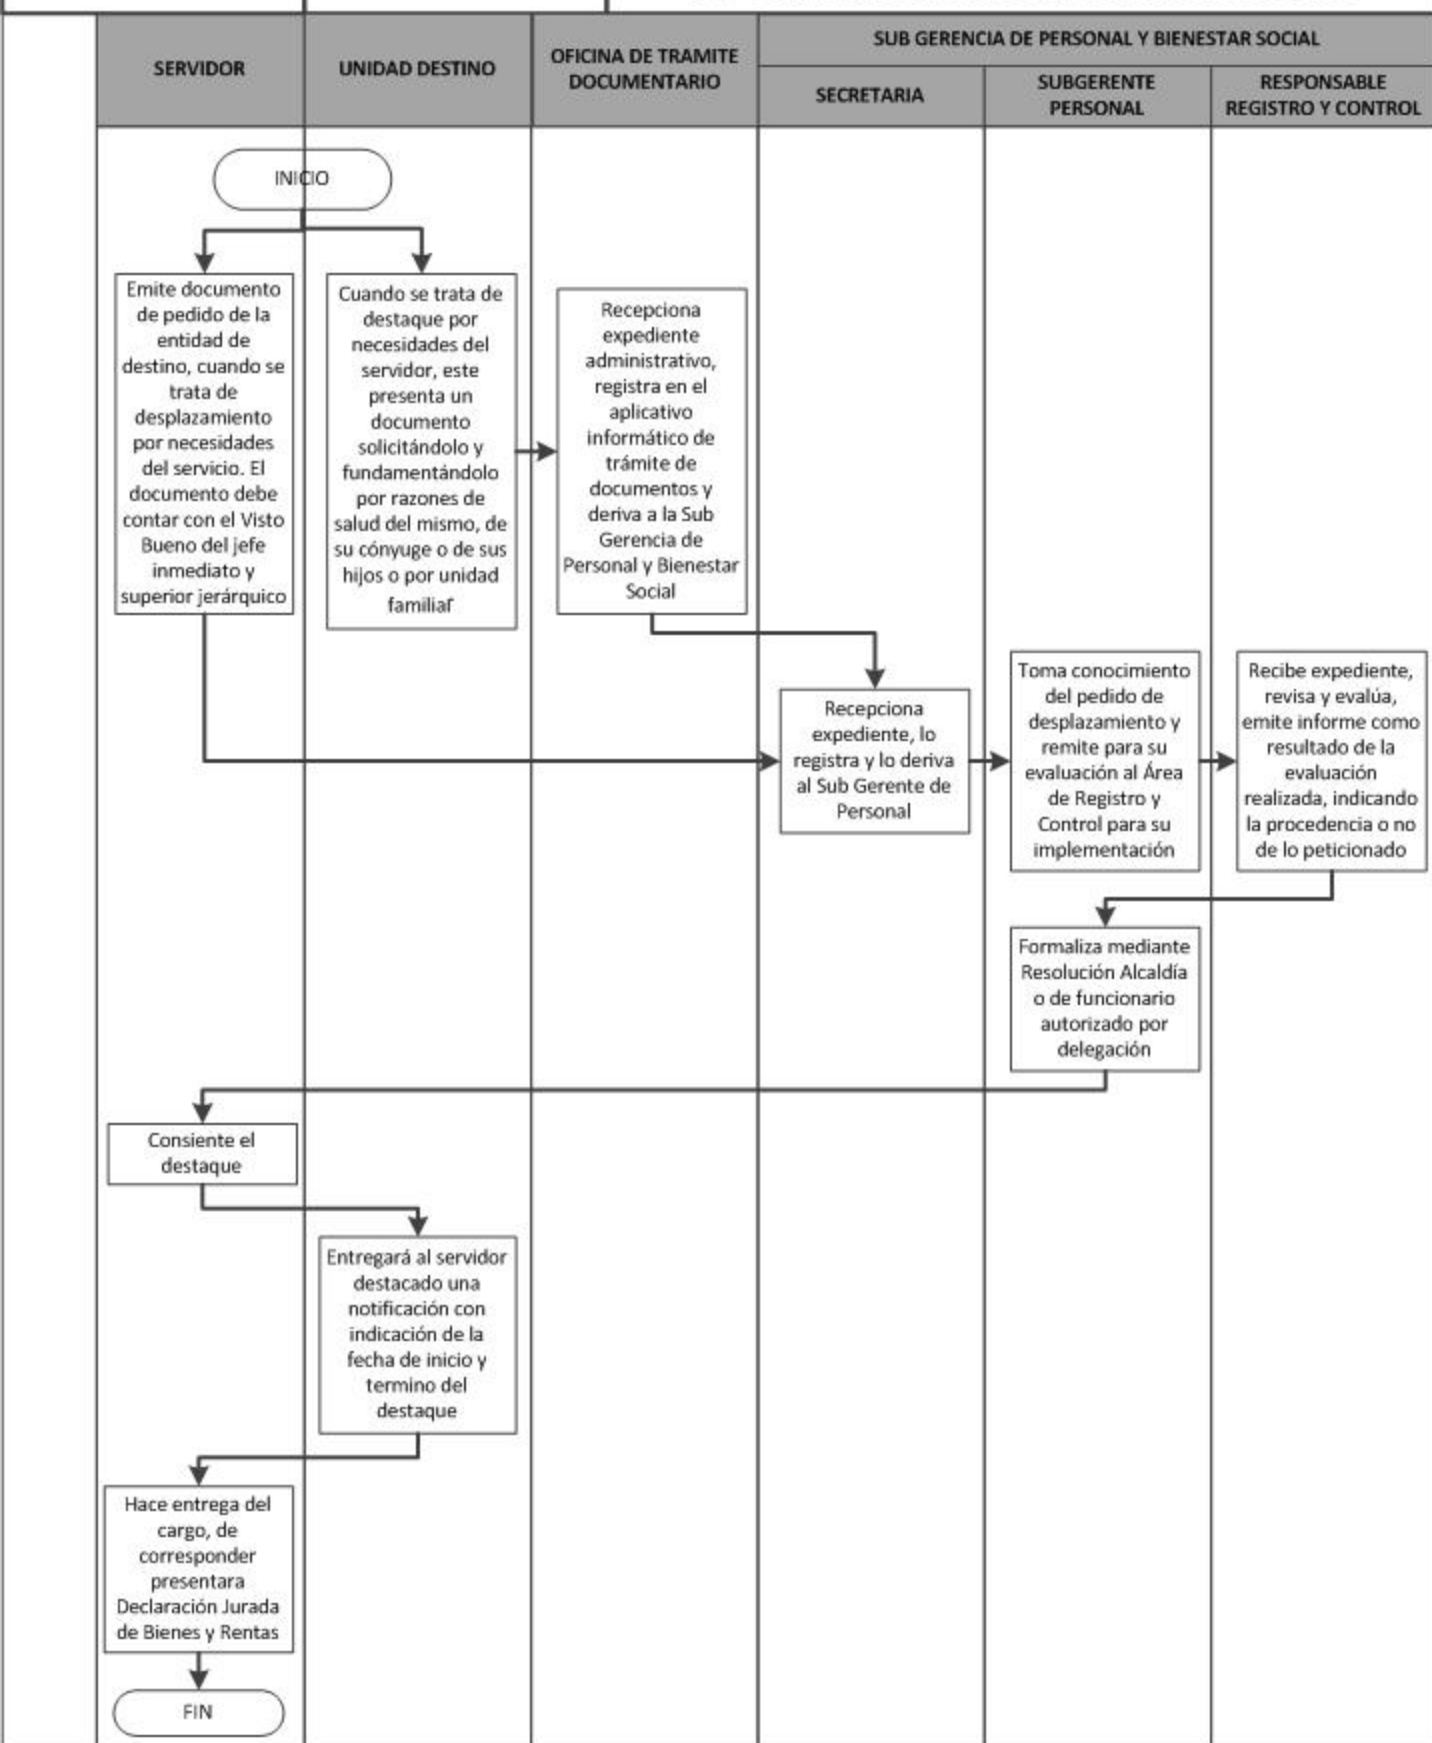 SERVIDOR
UNIDAD DESTINO
OFICINA DE TRAMITE
DOCUMENTARIO
SUB GERENCIA DE PERSONAL Y BIENESTAR SOCIAL
SECRETARIA
SUBGERENTE
PERSONAL
RESPONSABLE
REGISTRO Y CONTROL
INICIO
Emite documento
de pedido de la
entidad de
destino, cuando se
trata de
desplazamiento
por necesidades
del servicio. El
documento debe
contar con el Visto
Bueno del jefe
inmediato y
superior jerárquico
Cuando se trata de
destaque por
necesidades del
servidor, este
presenta un
documento
solicitándolo y
fundamentándolo
por razones de
salud del mismo, de
su cónyuge o de sus
hijos o por unidad
familiar
Recepciona
expediente
administrativo,
registra en el
aplicativo
informático de
trámite de
documentos y
deriva a la Sub
Gerencia de
Personal y Bienestar
Social
Recepciona
expediente, lo
registra y lo deriva
al Sub Gerente de
Personal
Toma conocimiento
del pedido de
desplazamiento y
remite para su
evaluación al Área
de Registro y
Control para su
implementación
Recibe expediente,
revisa y evalúa,
emite informe como
resultado de la
evaluación
realizada, indicando
la procedencia o no
de lo peticionado
Formaliza mediante
Resolución Alcaldía
o de funcionario
autorizado por
delegación
Consiente el
destaque
Entregará al servidor
destacado una
notificación con
indicación de la
fecha de inicio y
termino del
destaque
Hace entrega del
cargo, de
corresponder
presentara
Declaración Jurada
de Bienes y Rentas
FIN